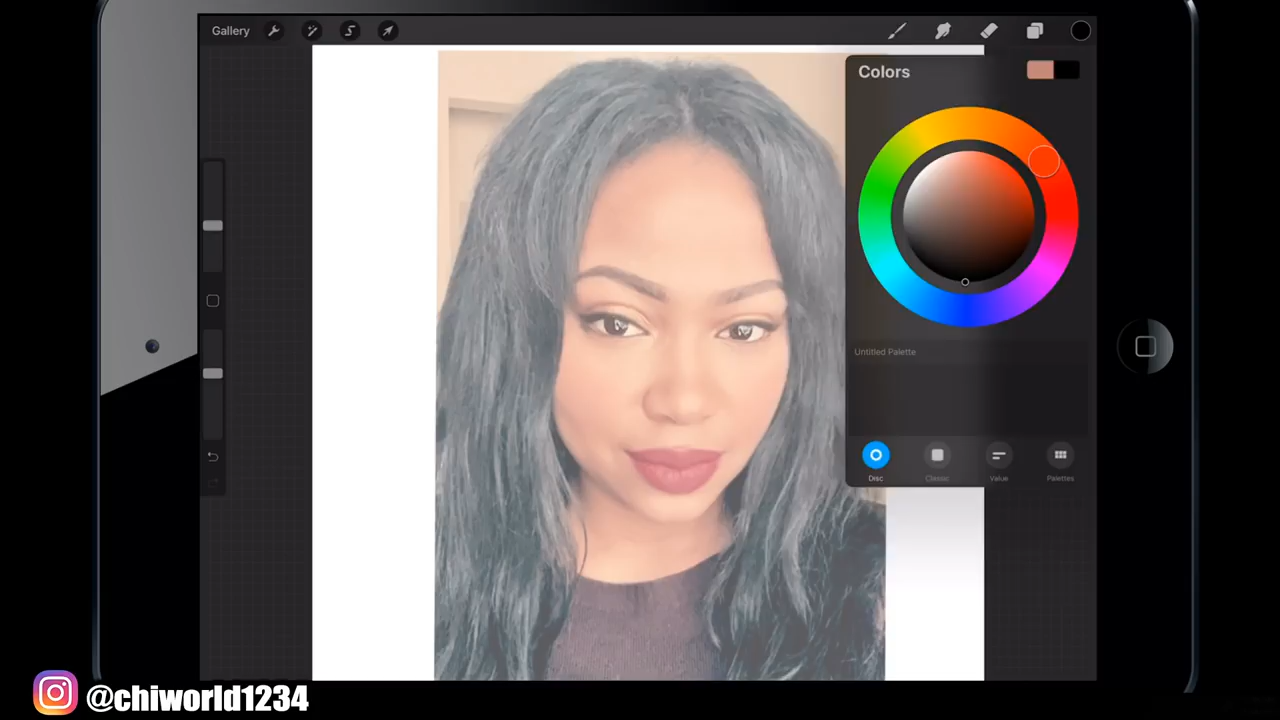 Gallery
Colors
Untitled Palette
Disc
Classic
Value
Palettes
@chiworld1234